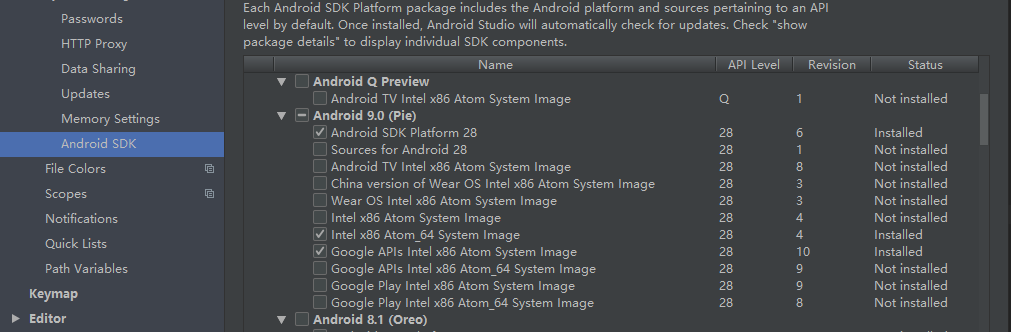 Passwords
HTTP Proxy
Data Sharing
Updates
Memory Settings
Android SDK
File Colors
Scopes
Notifications
Quick Lists
Path Variables
Keymap
Editor
Each Android SDK Platform package includes the Android platform and sources pertaining to an API
level by default. Once installed, Android Studio will automatically check for updates. Check "show
package details" to display individual SDK components.
Name API Level Revision Status
Android Q Preview
Android TV Intel x86 Atom System Image Q 1 Not installed
Android 9.0 (Pie)
Android SDK Platform 28 28 6 Installed
Sources for Android 28 28 1 Not installed
Android TV Intel x86 Atom System Image 28 8 Not installed
China version of Wear OS Intel x86 Atom System Image 28 3 Not installed
Wear OS Intel x86 Atom System Image 28 3 Not installed
Intel x86 Atom System Image 28 4 Not installed
Intel x86 Atom_64 System Image 28 4 Installed
Google APIs Intel x86 Atom System Image 28 10 Installed
Google APIs Intel x86 Atom_64 System Image 28 9 Not installed
Google Play Intel x86 Atom System Image 28 9 Not installed
Google Play Intel x86 Atom_64 System Image 28 8 Not installed
Android 8.1 (Oreo)